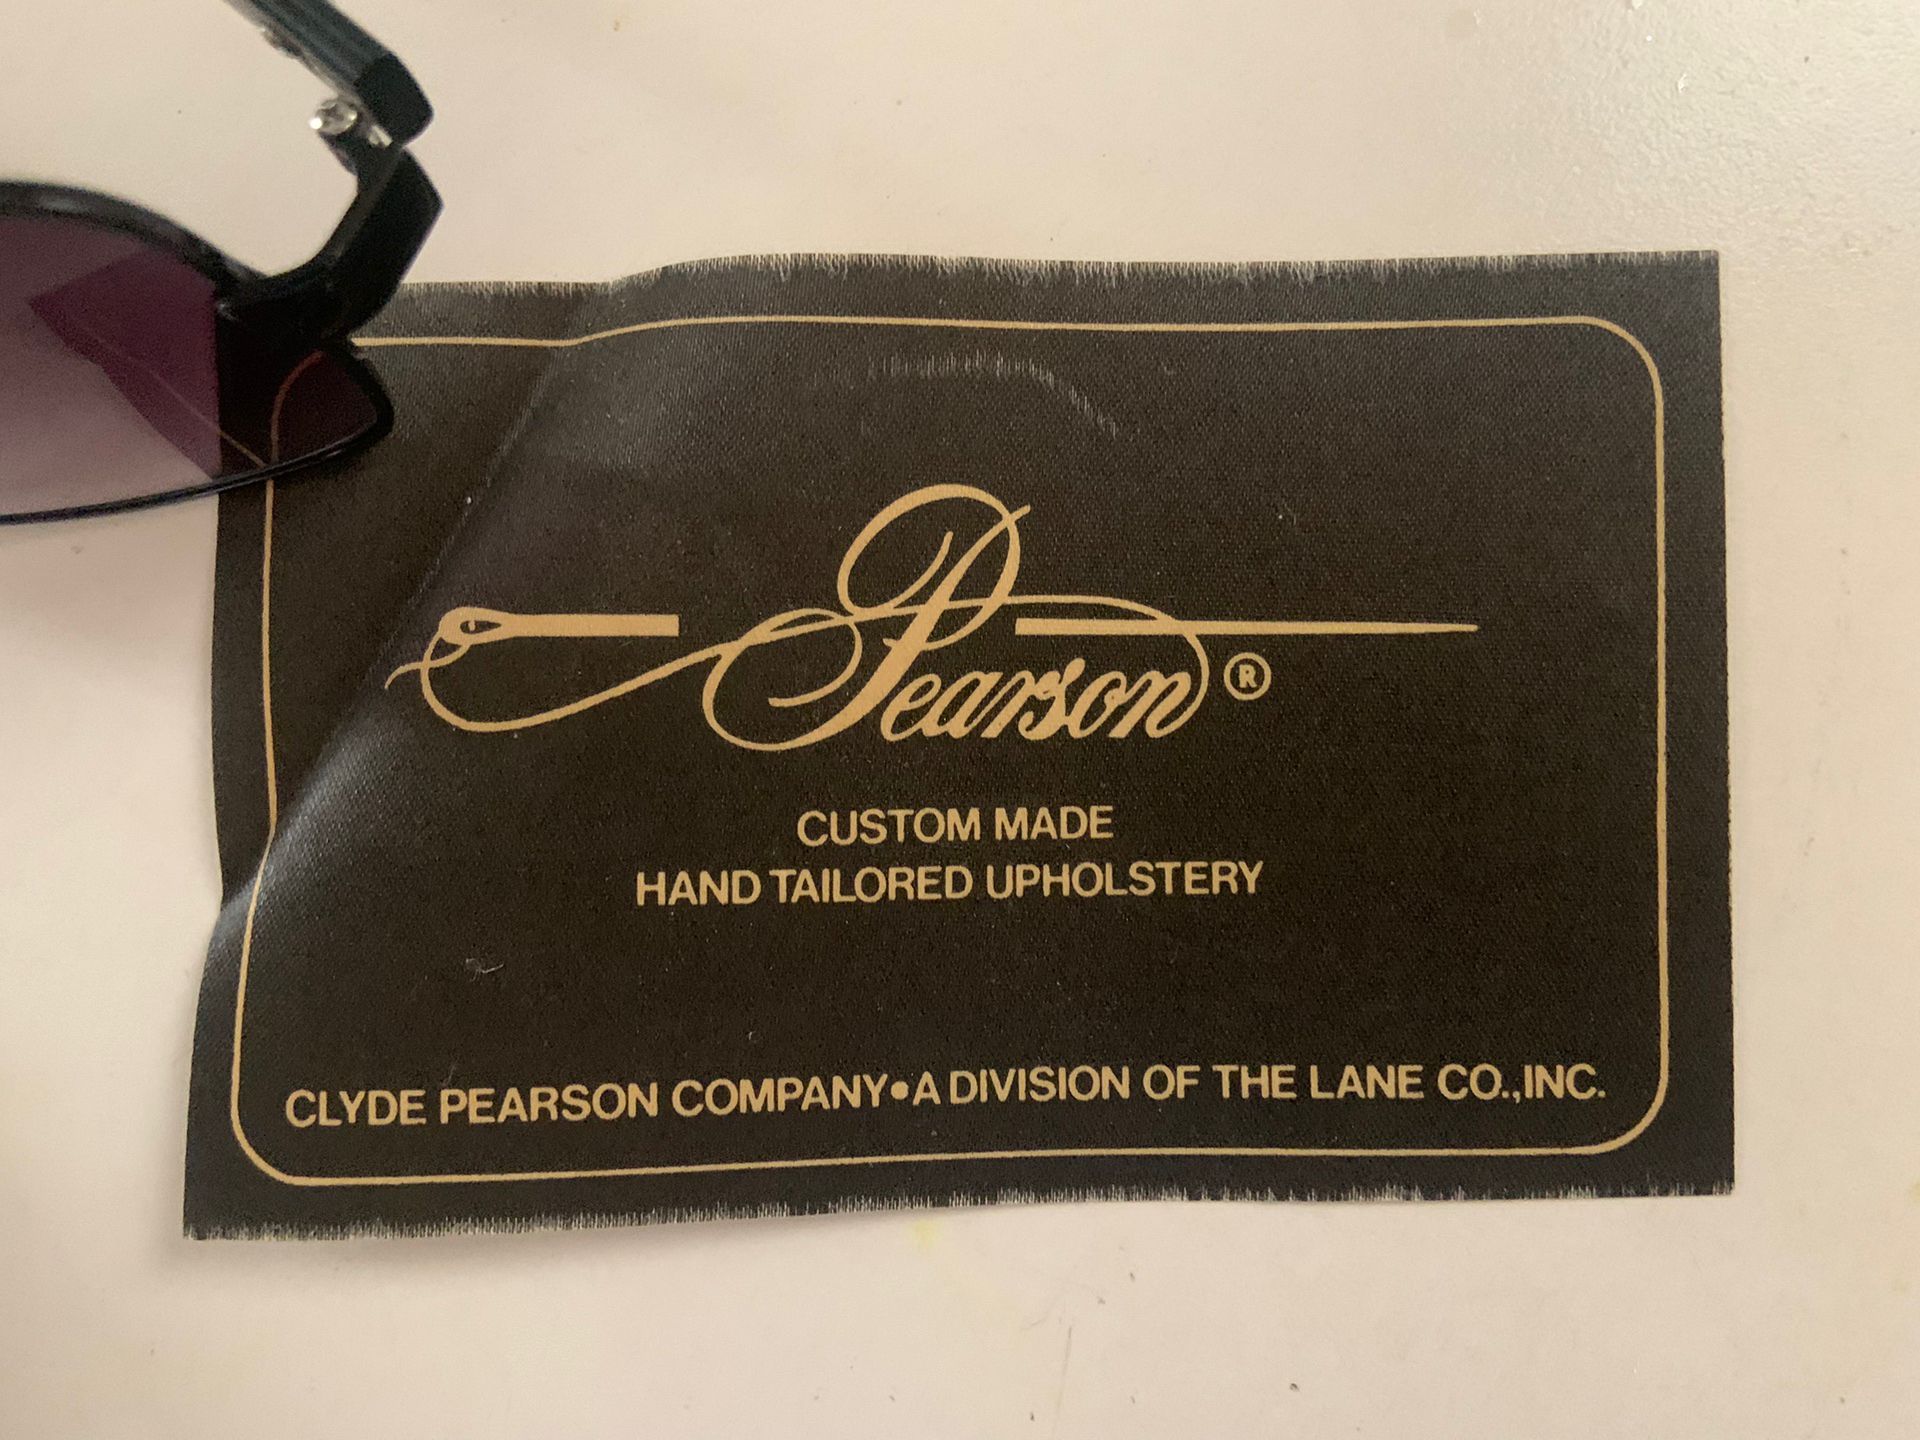 Pearson®
CUSTOM MADE
HAND TAILORED UPHOLSTERY
CLYDE PEARSON COMPANY•A DIVISION OF THE LANE CO.,INC.